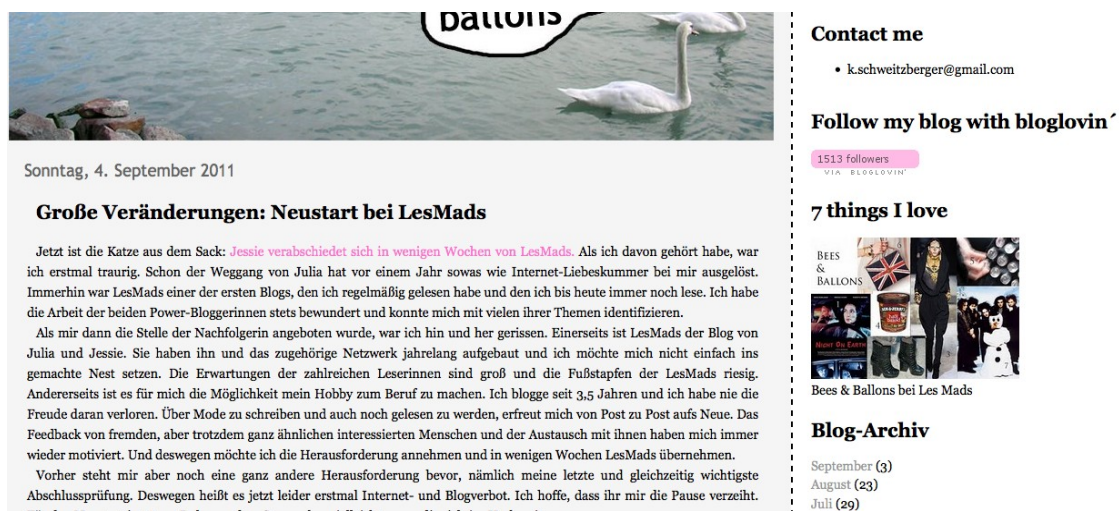 ballons
Sonntag, 4. September 2011
Große Veränderungen: Neustart bei LesMads
Jetzt ist die Katze aus dem Sack: Jessie verabschiedet sich in wenigen Wochen von LesMads. Als ich davon gehört habe, war
ich erstmal traurig. Schon der Weggang von Julia hat vor einem Jahr sowas wie Internet-Liebeskummer bei mir ausgelöst.
Immerhin war LesMads einer der ersten Blogs, den ich regelmäßig gelesen habe und den ich bis heute immer noch lese. Ich habe
die Arbeit der beiden Power-Bloggerinnen stets bewundert und konnte mich mit vielen ihrer Themen identifizieren.
Als mir dann die Stelle der Nachfolgerin angeboten wurde, war ich hin und her gerissen. Einerseits ist LesMads der Blog von
Julia und Jessie. Sie haben ihn und das zugehörige Netzwerk jahrelang aufgebaut und ich möchte mich nicht einfach ins
gemachte Nest setzen. Die Erwartungen der zahlreichen Leserinnen sind groß und die Fußstapfen der LesMads riesig.
Andererseits ist es für mich die Möglichkeit mein Hobby zum Beruf zu machen. Ich blogge seit 3,5 Jahren und ich habe nie die
Freude daran verloren. Über Mode zu schreiben und auch noch gelesen zu werden, erfreut mich von Post zu Post aufs Neue. Das
Feedback von fremden, aber trotzdem ganz ähnlichen interessierten Menschen und der Austausch mit ihnen haben mich immer
wieder motiviert. Und deswegen möchte ich die Herausforderung annehmen und in wenigen Wochen LesMads übernehmen.
Vorher steht mir aber noch eine ganz andere Herausforderung bevor, nämlich meine letzte und gleichzeitig wichtigste
Abschlussprüfung. Deswegen heißt es jetzt leider erstmal Internet- und Blogverbot. Ich hoffe, dass ihr mir die Pause verzeiht.
Contact me
k.schweitzberger@gmail.com
Follow my blog with bloglovin´
1513 followers
VIA BLOGLOVIN'
7 things I love
BEES
&
BALLONS
4
NIGHT ON EARTH
7
Bees & Ballons bei Les Mads
Blog-Archiv
September (3)
August (23)
Juli (29)